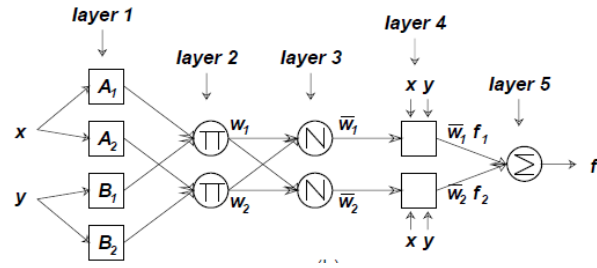 layer 1
layer 2
layer 3
layer 4
layer 5
x y
A1
A2
B1
B2
x
y
Π
Π
w1
w2
N
N
w̅1
w̅2
w̅1 f1
w̅2 f2
Σ
f
x y